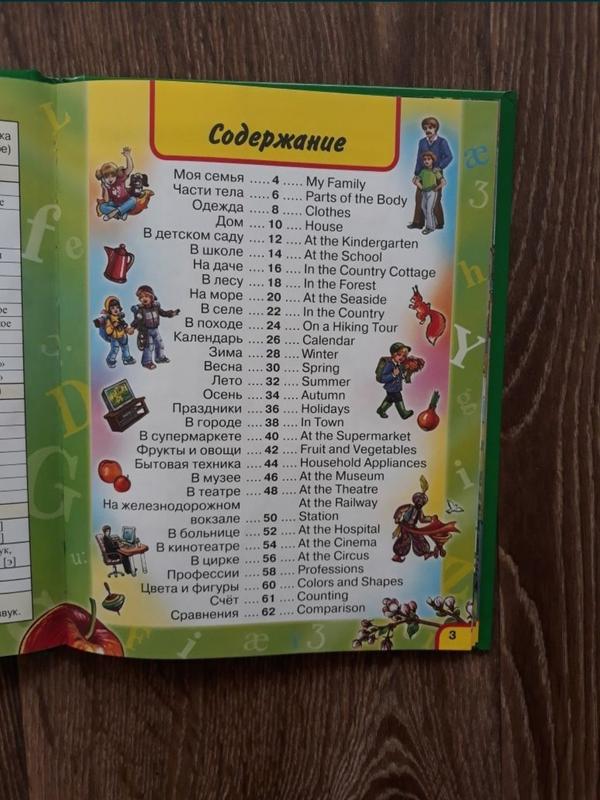 ка
бе)
»
[э]
вук.
Содержание
Моя семья ..... 4 ..... My Family
Части тела ..... 6 ..... Parts of the Body
Одежда ..... 8 ..... Clothes
Дом .... 10 .... House
В детском саду .... 12 .... At the Kindergarten
В школе .... 14 .... At the School
На даче .... 16 .... In the Country Cottage
В лесу .... 18 .... In the Forest
На море .... 20 .... At the Seaside
В селе .... 22 .... In the Country
В походе .... 24 .... On a Hiking Tour
Календарь .... 26 .... Calendar
Зима .... 28 .... Winter
Весна .... 30 .... Spring
Лето .... 32 .... Summer
Осень .... 34 .... Autumn
Праздники .... 36 .... Holidays
В городе .... 38 .... In Town
В супермаркете .... 40 .... At the Supermarket
Фрукты и овощи .... 42 .... Fruit and Vegetables
Бытовая техника .... 44 .... Household Appliances
В музее .... 46 .... At the Museum
В театре .... 48 .... At the Theatre
На железнодорожном At the Railway
вокзале .... 50 .... Station
В больнице .... 52 .... At the Hospital
В кинотеатре .... 54 .... At the Cinema
В цирке .... 56 .... At the Circus
Профессии .... 58 .... Professions
Цвета и фигуры .... 60 .... Colors and Shapes
Счёт .... 61 .... Counting
Сравнения .... 62 .... Comparison
3